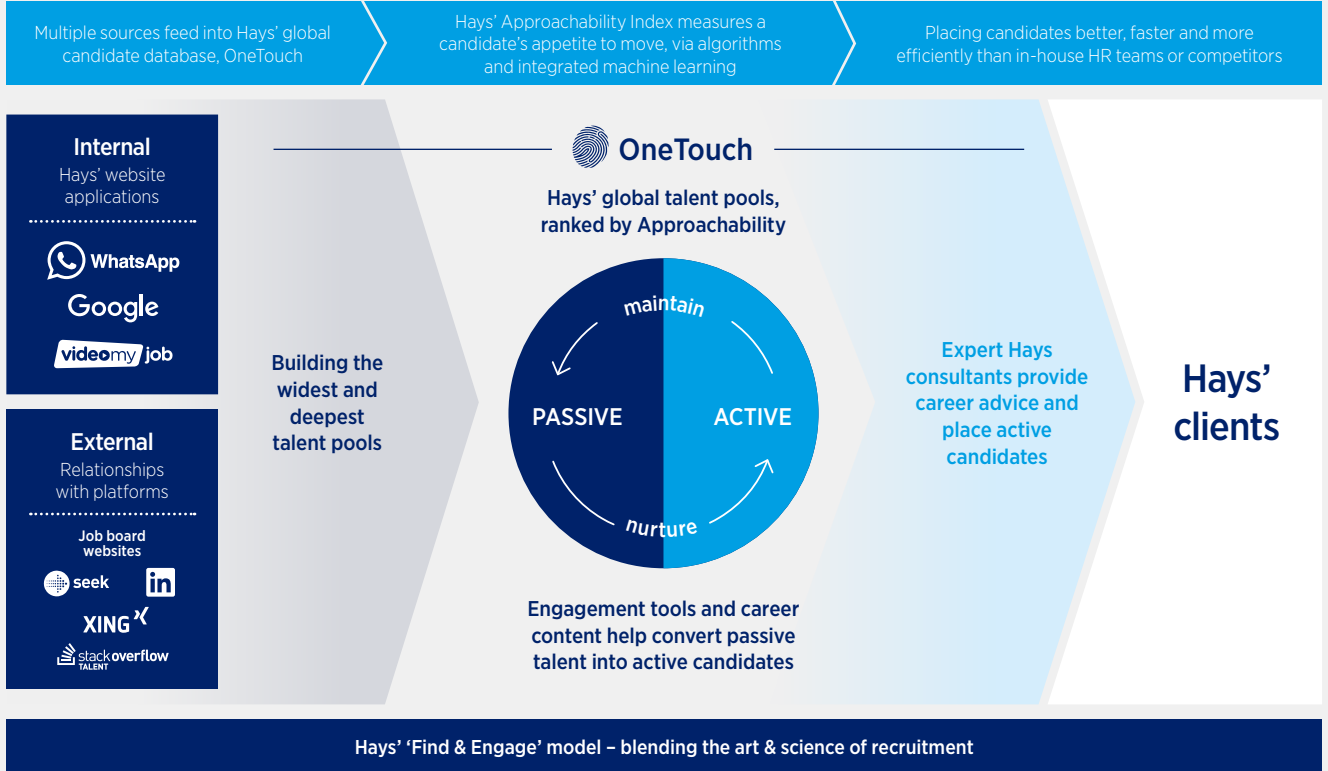 Multiple sources feed into Hays’ global
candidate database, OneTouch
Hays’ Approachability Index measures a
candidate’s appetite to move, via algorithms
and integrated machine learning
Placing candidates better, faster and more
efficiently than in-house HR teams or competitors
Internal
Hays’ website
applications
WhatsApp
Google
videomyjob
External
Relationships
with platforms
Job board
websites
seek
in
XING
stackoverflow
TALENT
Building the
widest and
deepest
talent pools
OneTouch
Hays’ global talent pools,
ranked by Approachability
maintain
PASSIVE
ACTIVE
nurture
Engagement tools and career
content help convert passive
talent into active candidates
Expert Hays
consultants provide
career advice and
place active
candidates
Hays’
clients
Hays’ ‘Find & Engage’ model – blending the art & science of recruitment